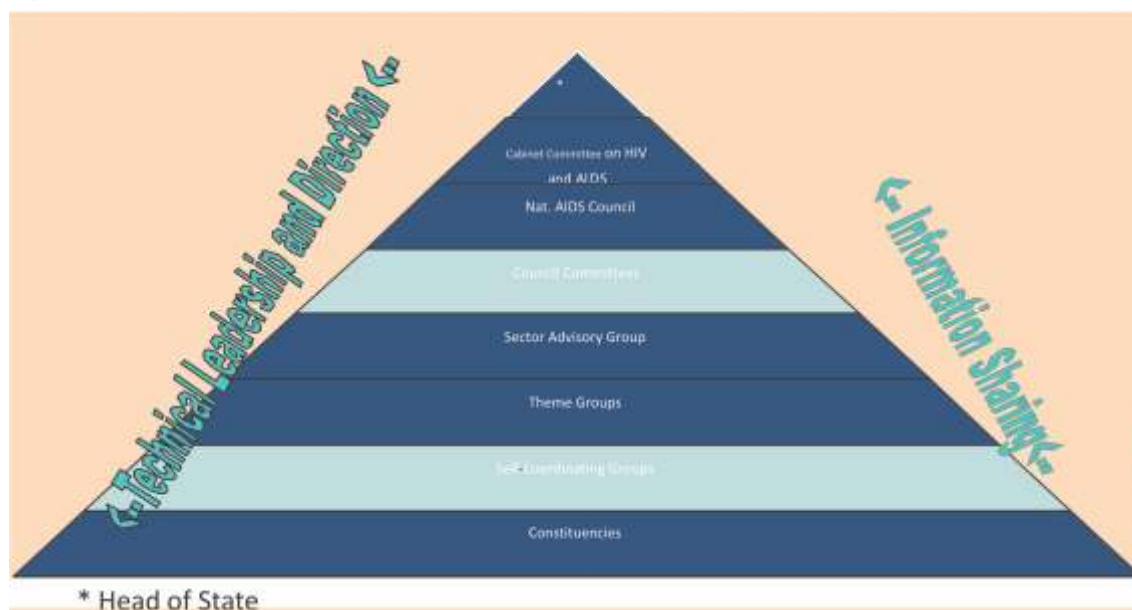 *
Cabinet Committee on HIV
and AIDS
Nat. AIDS Council
Council Committees
Sector Advisory Group
Theme Groups
Self-Coordinating Groups
Constituencies
<... Technical Leadership and Direction <...
<... Information Sharing <...
* Head of State